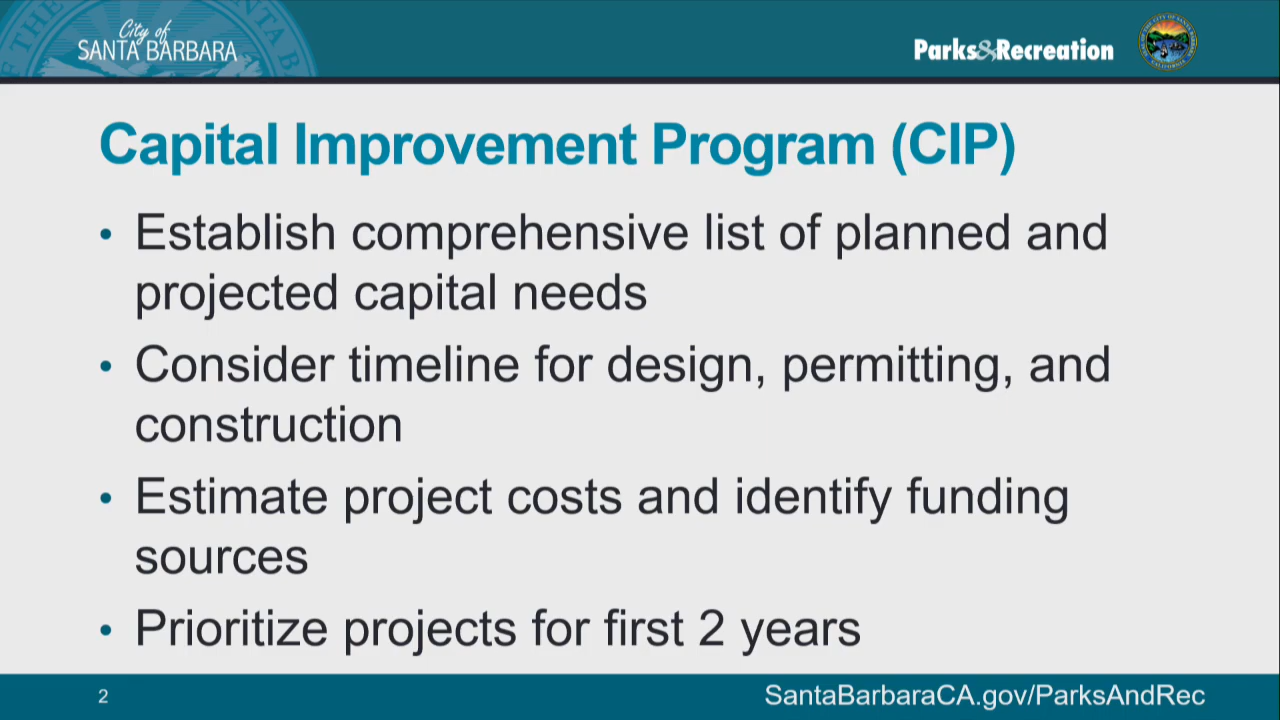 City of
SANTA BARBARA
Parks&Recreation
Capital Improvement Program (CIP)
• Establish comprehensive list of planned and
projected capital needs
• Consider timeline for design, permitting, and
construction
• Estimate project costs and identify funding
sources
• Prioritize projects for first 2 years
2
SantaBarbaraCA.gov/ParksAndRec